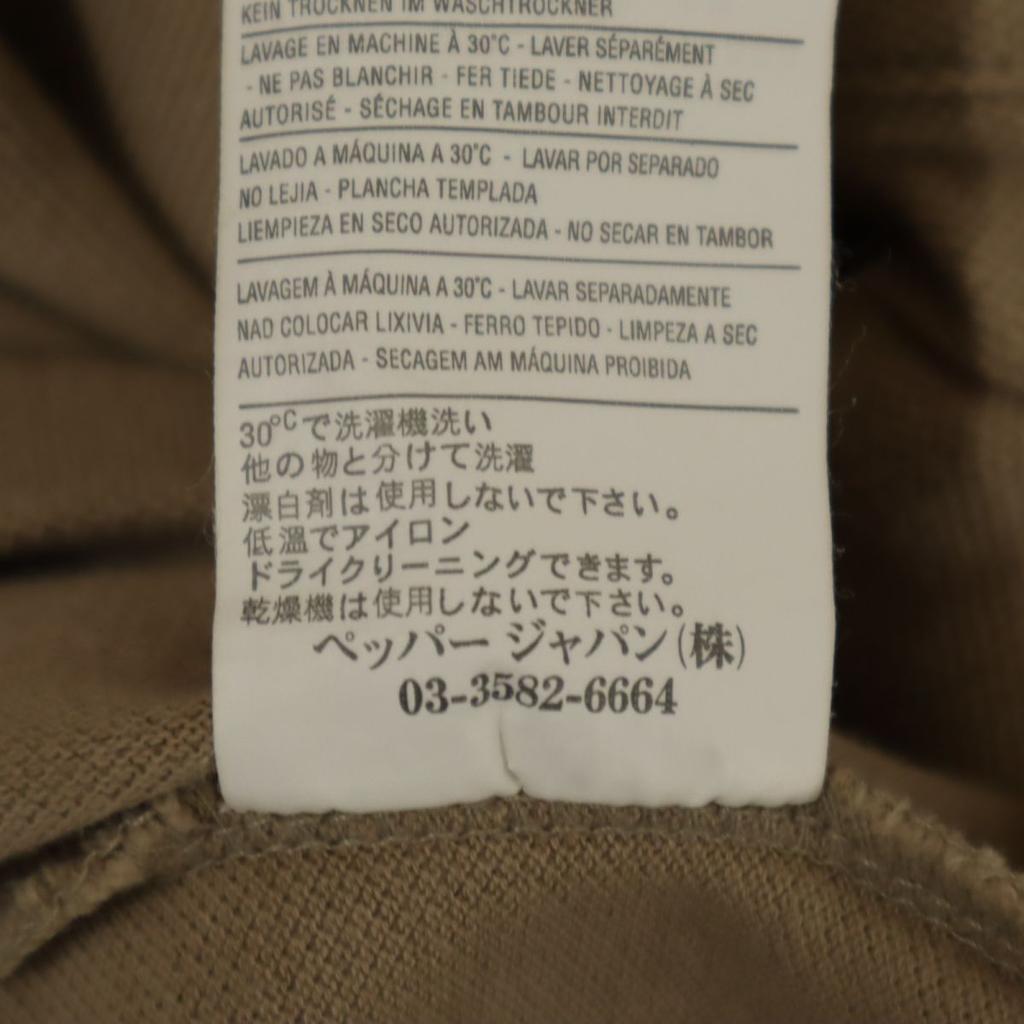 KEIN TROCKNEN IM WASCHTROCKNER
LAVAGE EN MACHINE À 30°C - LAVER SÉPARÉMENT
- NE PAS BLANCHIR - FER TIEDE - NETTOYAGE À SEC
AUTORISÉ - SÉCHAGE EN TAMBOUR INTERDIT
LAVADO A MÁQUINA A 30°C - LAVAR POR SEPARADO
NO LEJIA - PLANCHA TEMPLADA
LIEMPIEZA EN SECO AUTORIZADA - NO SECAR EN TAMBOR
LAVAGEM À MÁQUINA A 30°C - LAVAR SEPARADAMENTE
NAD COLOCAR LIXIVIA - FERRO TEPIDO - LIMPEZA A SEC
AUTORIZADA - SECAGEM AM MÁQUINA PROIBIDA
30°Cで洗濯機洗い
他の物と分けて洗濯
漂白剤は使用しないで下さい。
低温でアイロン
ドライクリーニングできます。
乾燥機は使用しないで下さい。
ペッパー ジャパン(株)
03-3582-6664